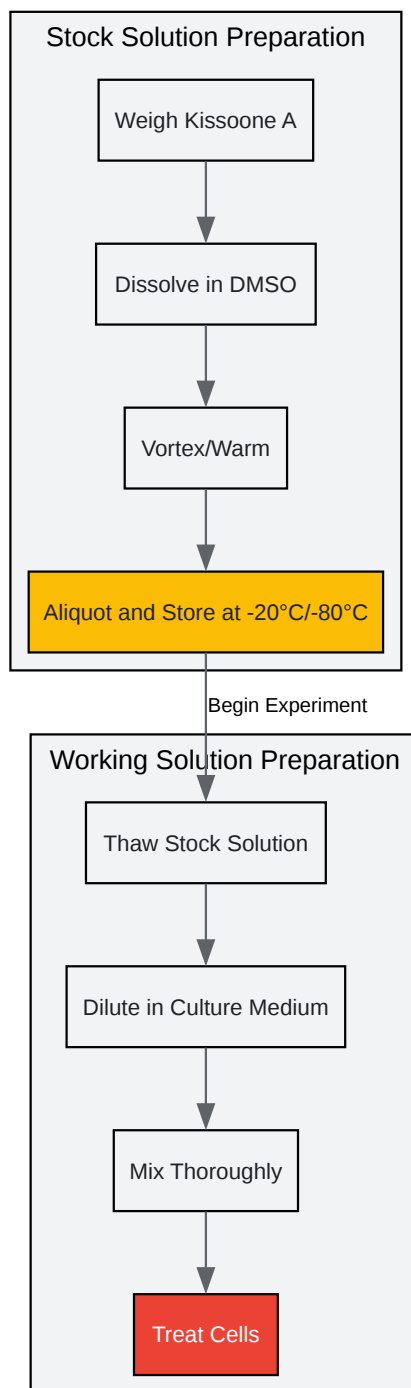 Stock Solution Preparation
Weigh Kissoone A
Dissolve in DMSO
Vortex/Warm
Aliquot and Store at -20°C/-80°C
Begin Experiment
Working Solution Preparation
Thaw Stock Solution
Dilute in Culture Medium
Mix Thoroughly
Treat Cells